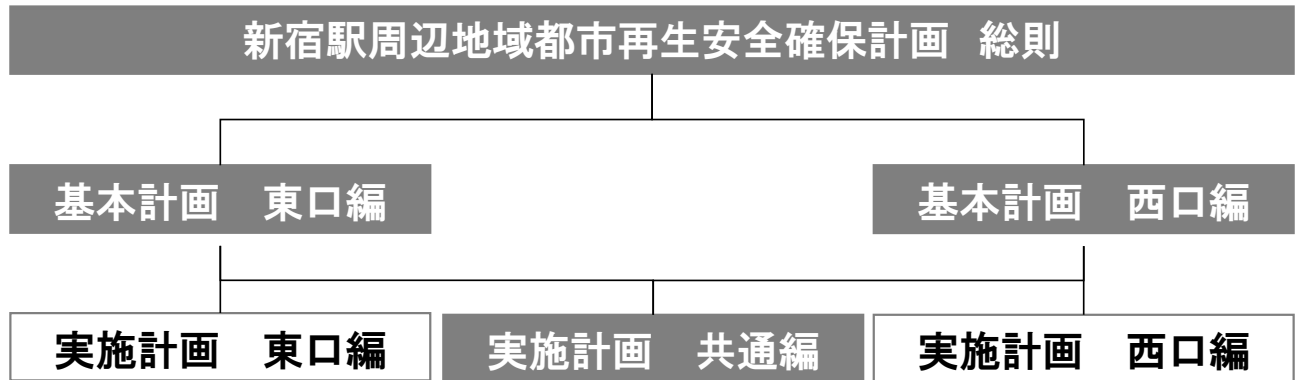 新宿駅周辺地域都市再生安全確保計画　総則
基本計画　東口編
基本計画　西口編
実施計画　東口編
実施計画　共通編
実施計画　西口編